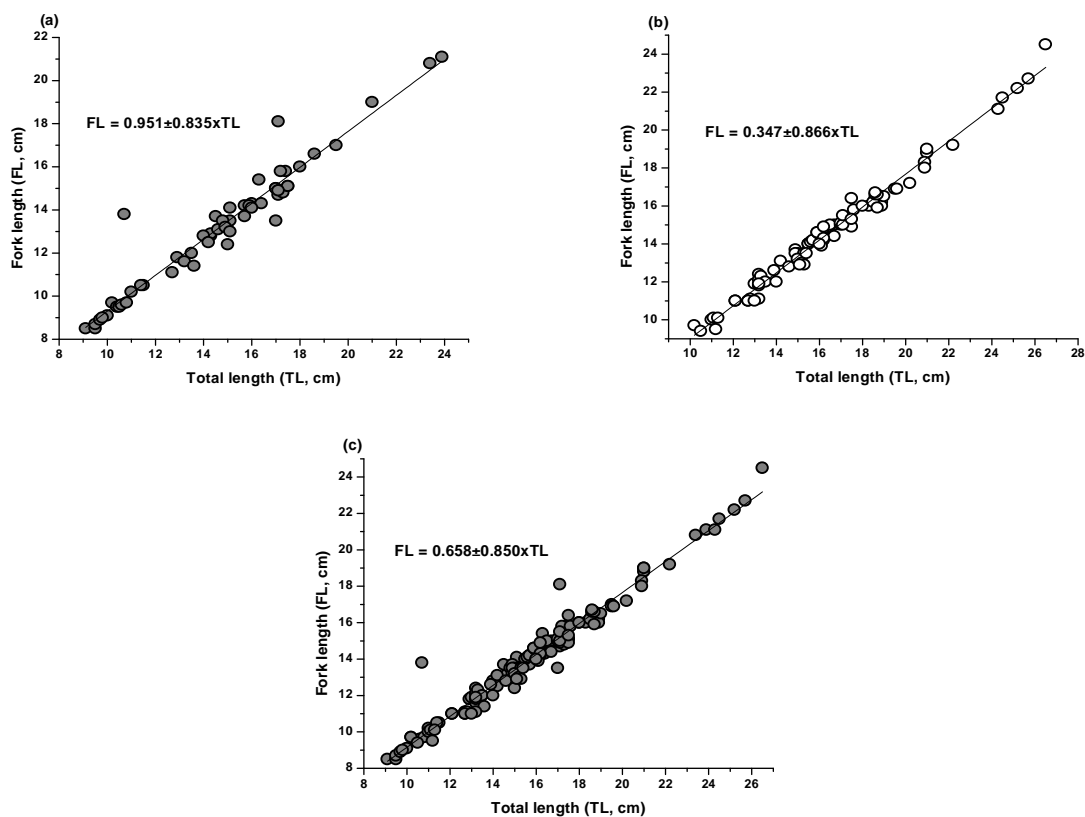 (a)
22
20
18
16
14
12
10
8
Fork length (FL, cm)
FL = 0.951±0.835xTL
8 10 12 14 16 18 20 22 24
Total length (TL, cm)
(b)
24
22
20
18
16
14
12
10
Fork length (FL, cm)
FL = 0.347±0.866xTL
10 12 14 16 18 20 22 24 26 28
Total length (TL, cm)
(c)
24
22
20
18
16
14
12
10
8
Fork length (FL, cm)
FL = 0.658±0.850xTL
8 10 12 14 16 18 20 22 24 26
Total length (TL, cm)